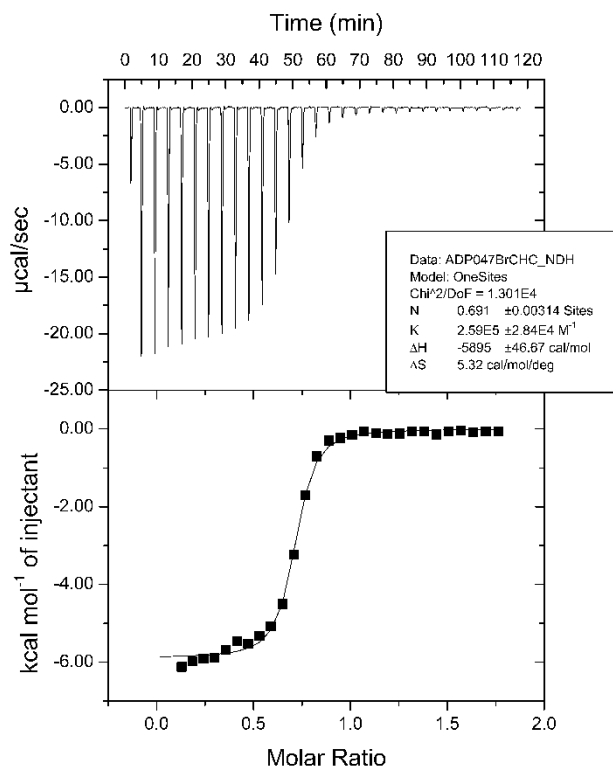 Time (min)
0 10 20 30 40 50 60 70 80 90 100 110 120
0.00
-5.00
-10.00
-15.00
-20.00
-25.00
µcal/sec
Data: ADP047BrCHC_NDH
Model: OneSites
Chi^2/DoF = 1.301E4
N 0.691 ±0.00314 Sites
K 2.59E5 ±2.84E4 M⁻¹
ΔH -5895 ±46.67 cal/mol
ΔS 5.32 cal/mol/deg
0.00
-2.00
-4.00
-6.00
kcal mol⁻¹ of injectant
0.0 0.5 1.0 1.5 2.0
Molar Ratio